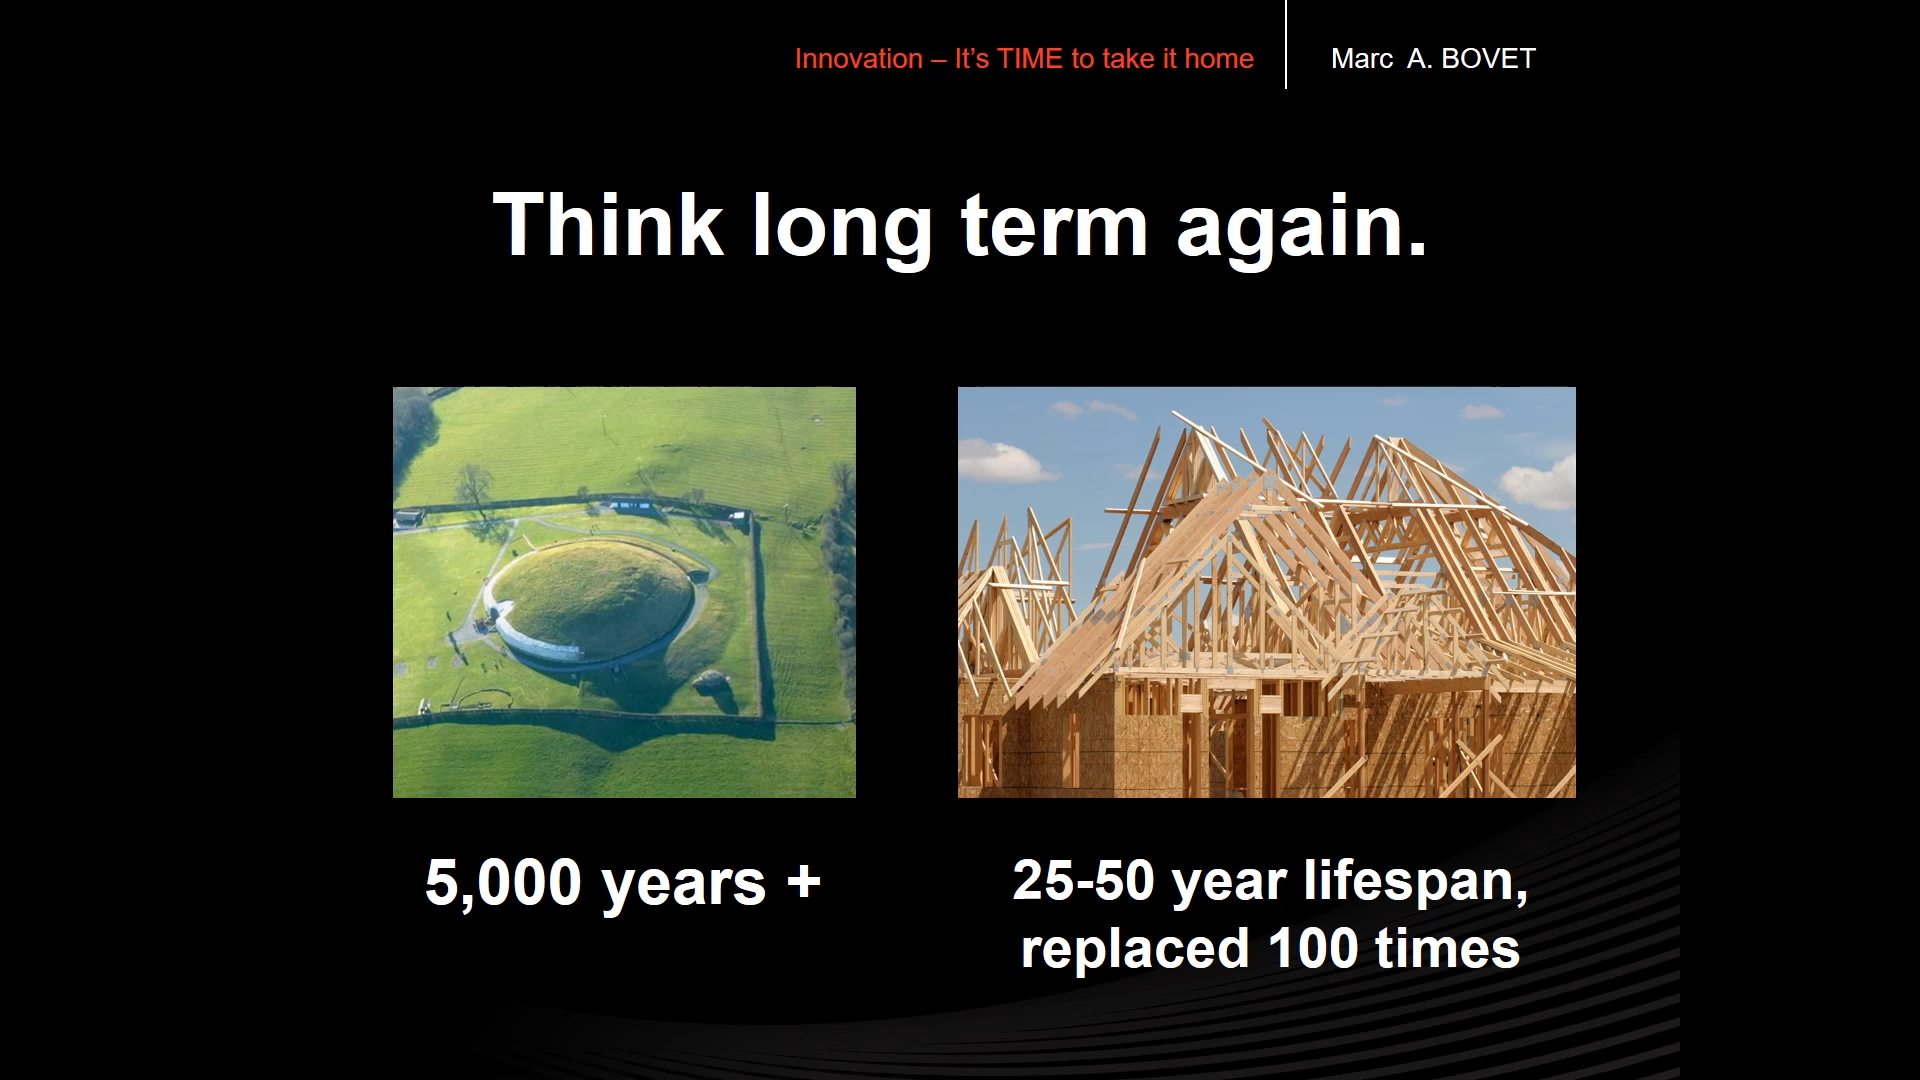 Innovation – It’s TIME to take it home
Marc A. BOVET
Think long term again.
5,000 years +
25-50 year lifespan,
replaced 100 times